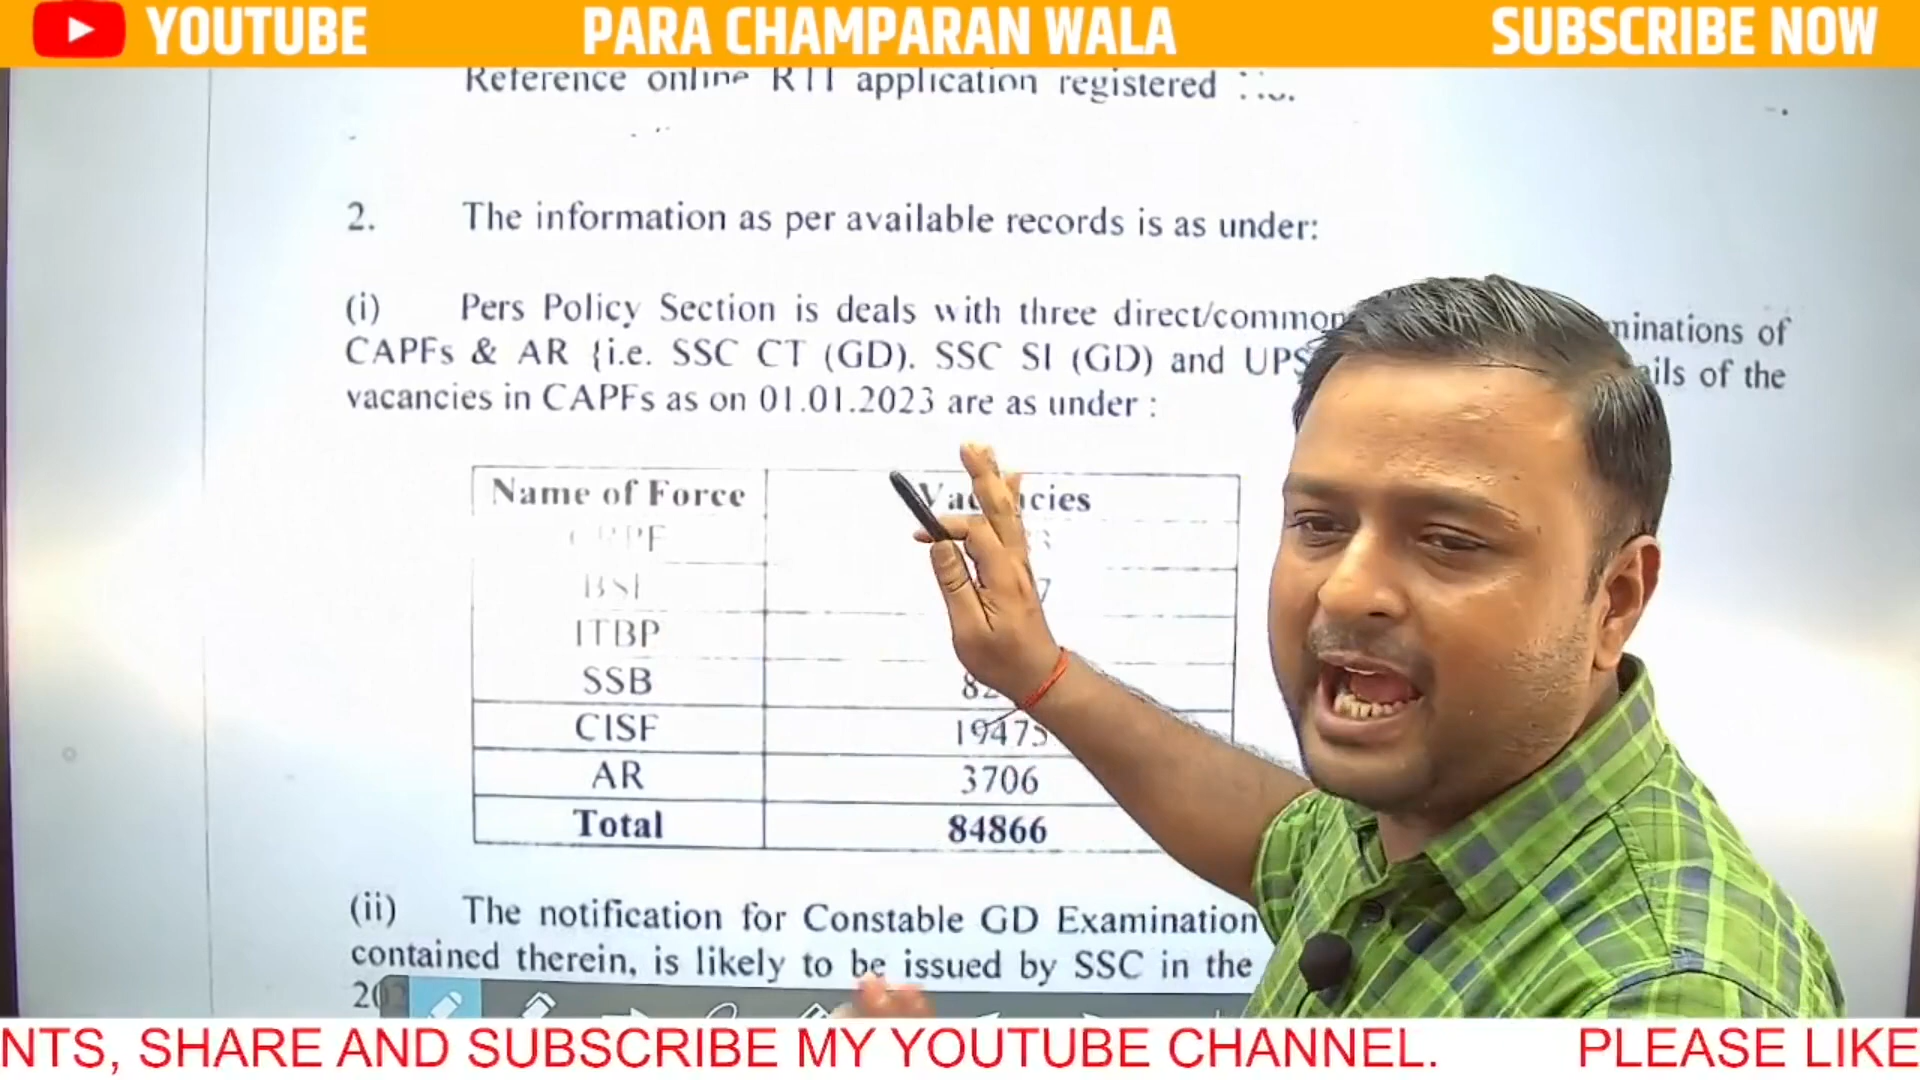 YOUTUBE PARA CHAMPARAN WALA SUBSCRIBE NOW
Reference online RTI application registered
2. The information as per available records is as under:
(i) Pers Policy Section is deals with three direct/common of
CAPFs & AR {i.e. SSC CT (GD). SSC SI (GD) and of the
vacancies in CAPFs as on 01.01.2023 are as under :
Name of Force
ITBP
SSB
CISF
AR 3706
Total 84866
(ii) The notification for Constable GD Examination
contained therein, is likely to be issued by SSC in the
NTS, SHARE AND SUBSCRIBE MY YOUTUBE CHANNEL. PLEASE LIKE